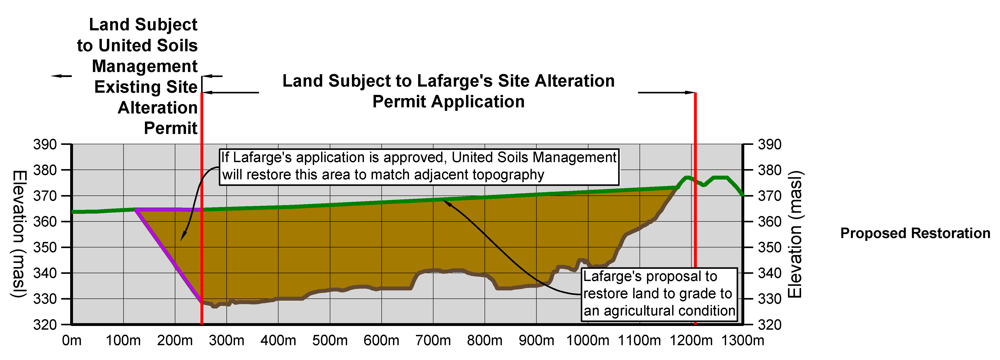 Land Subject
to United Soils
Management
Existing Site
Alteration
Permit
Land Subject to Lafarge's Site Alteration
Permit Application
If Lafarge's application is approved, United Soils Management
will restore this area to match adjacent topography
Lafarge's proposal to
restore land to grade to
an agricultural condition
Elevation (masl)
390
380
370
360
350
340
330
320
0m 100m 200m 300m 400m 500m 600m 700m 800m 900m 1000m 1100m 1200m 1300m
390
380
370
360
350
340
330
320
Elevation (masl)
Proposed Restoration